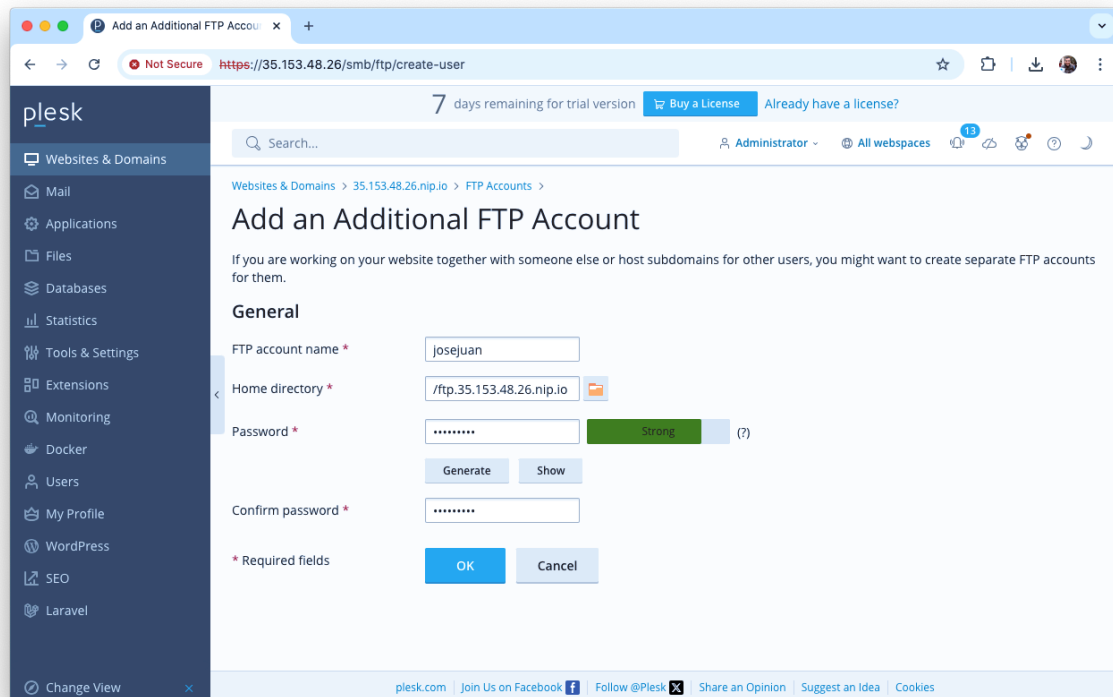 Add an Additional FTP Accou
Not Secure https://35.153.48.26/smb/ftp/create-user
plesk
7 days remaining for trial version Buy a License Already have a license?
Search... Administrator All webspaces 13
Websites & Domains
Mail
Applications
Files
Databases
Statistics
Tools & Settings
Extensions
Monitoring
Docker
Users
My Profile
WordPress
SEO
Laravel
Change View
Websites & Domains > 35.153.48.26.nip.io > FTP Accounts >
Add an Additional FTP Account
If you are working on your website together with someone else or host subdomains for other users, you might want to create separate FTP accounts
for them.
General
FTP account name * josejuan
Home directory * /ftp.35.153.48.26.nip.io
Password * ••••••••• Strong (?)
Generate Show
Confirm password * •••••••••
* Required fields OK Cancel
plesk.com Join Us on Facebook Follow @Plesk Share an Opinion Suggest an Idea Cookies